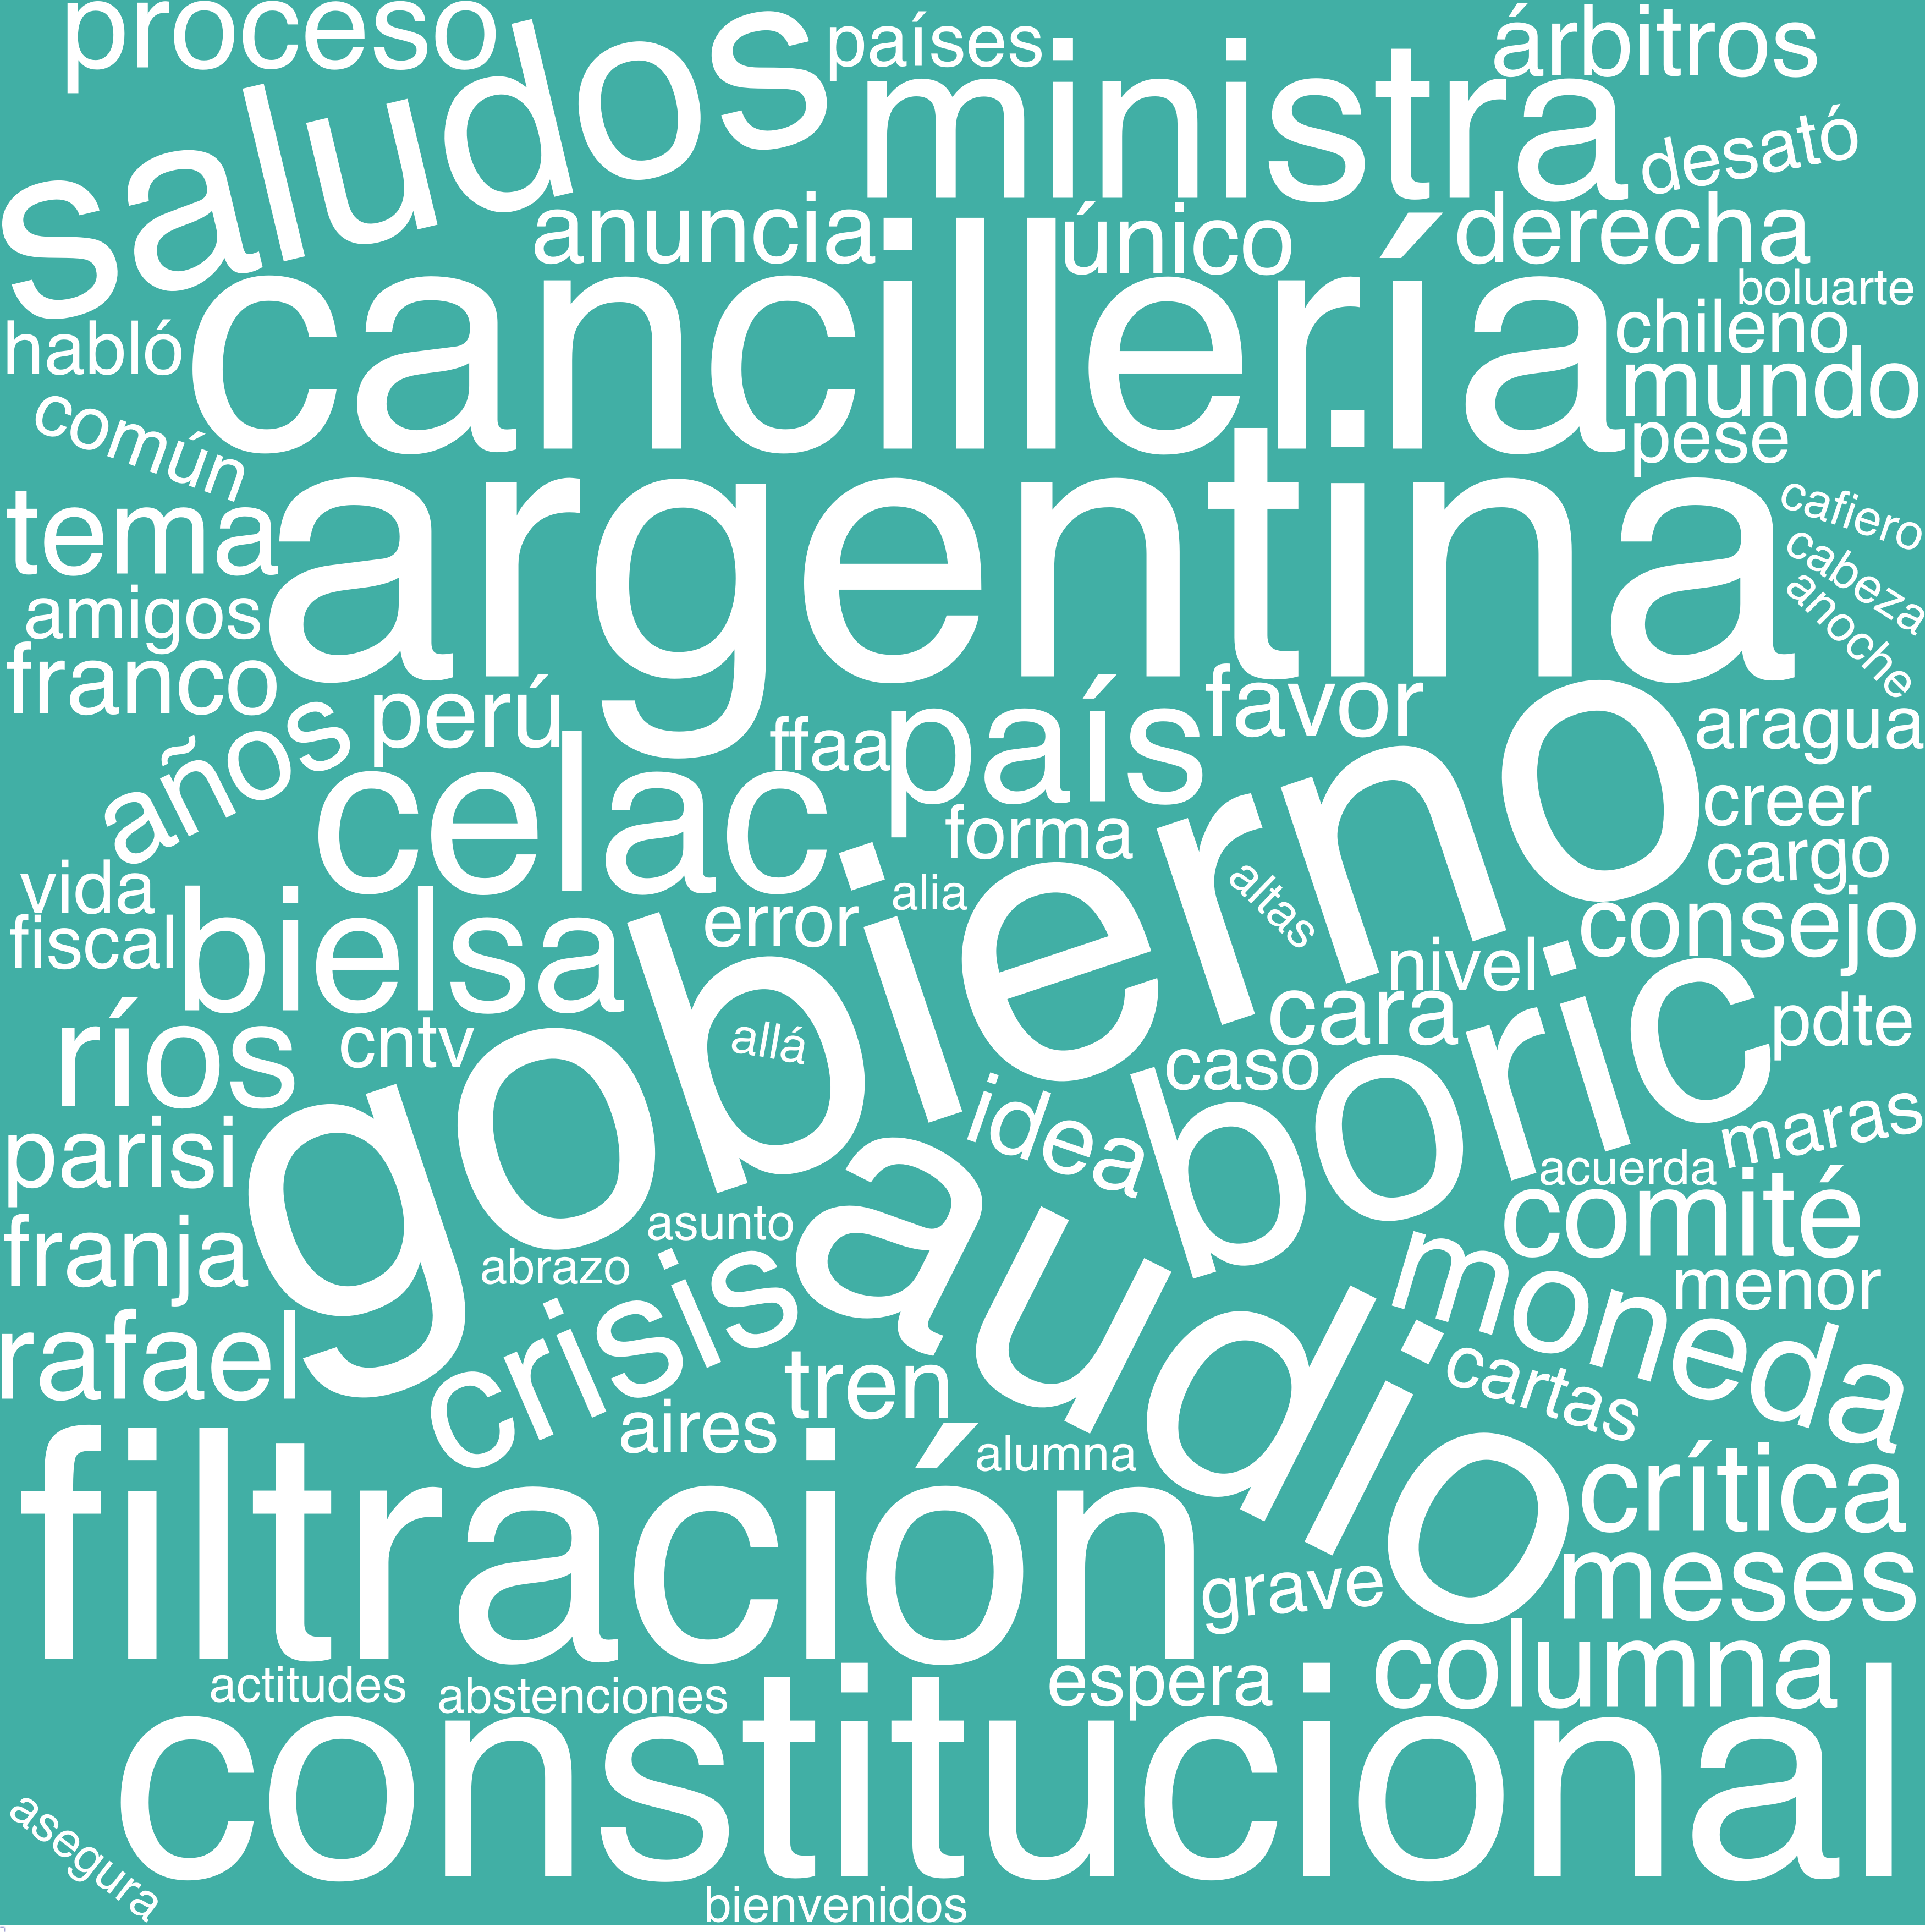 proceso
países
árbitros
saludos
ministra
desató
anuncia
único
derecha
boluarte
habló
cancillería
chileno
mundo
común
pese
tema
argentina
cafiero
cabeza
anoche
amigos
franco
años
perú
ffaa
país
favor
aragua
celac
forma
gobierno
creer
cargo
vida
fiscal
bielsa
error
alia
altas
consejo
nivel
ríos
cntv
allá
cara
boric
pdte
caso
idea
parisi
maras
acuerda
comité
franja
asunto
abrazo
audio
moneda
menor
rafael
crisis
tren
cartas
aires
alumna
filtración
crítica
grave
meses
actitudes
abstenciones
espera
columna
constitucional
asegura
bienvenidos